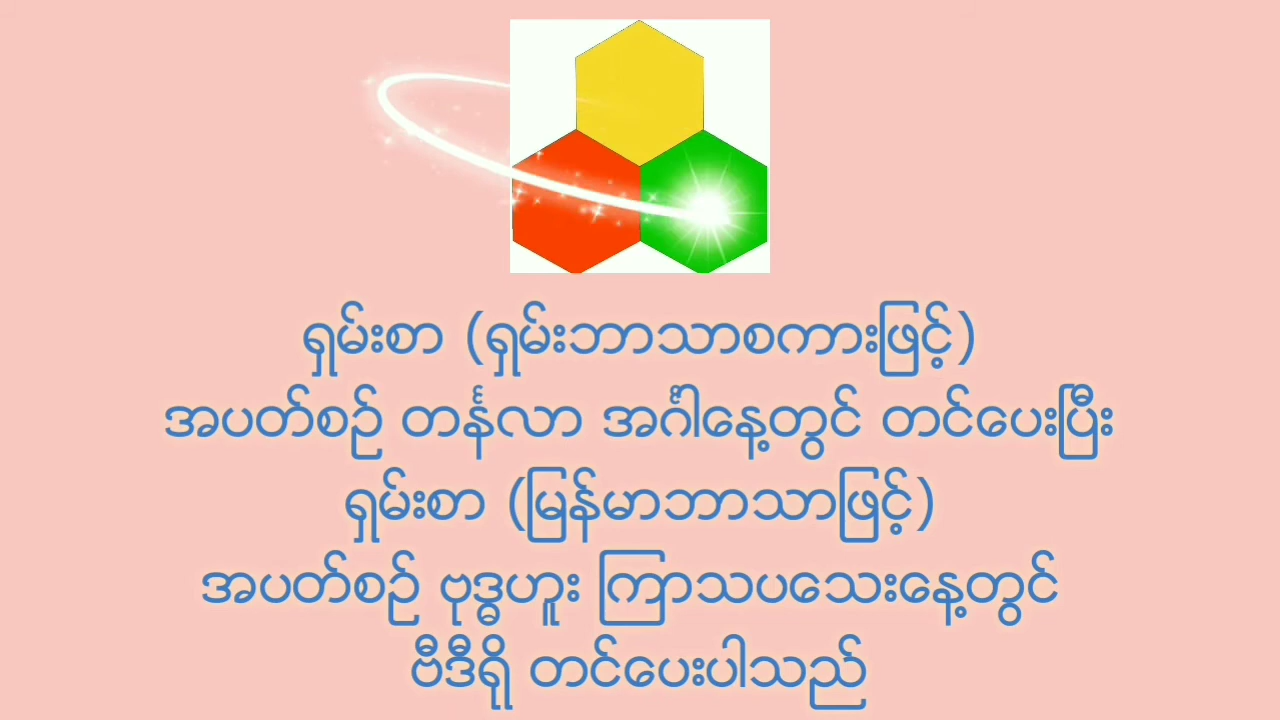 ရှမ်းစာ (ရှမ်းဘာသာစကားဖြင့်)
အပတ်စဉ် တနင်္လာ အင်္ဂါနေ့တွင် တင်ပေးပြီး
ရှမ်းစာ (မြန်မာဘာသာဖြင့်)
အပတ်စဉ် ဗုဒ္ဓဟူး ကြာသပသေးနေ့တွင်
ဗီဒီရို တင်ပေးပါသည်